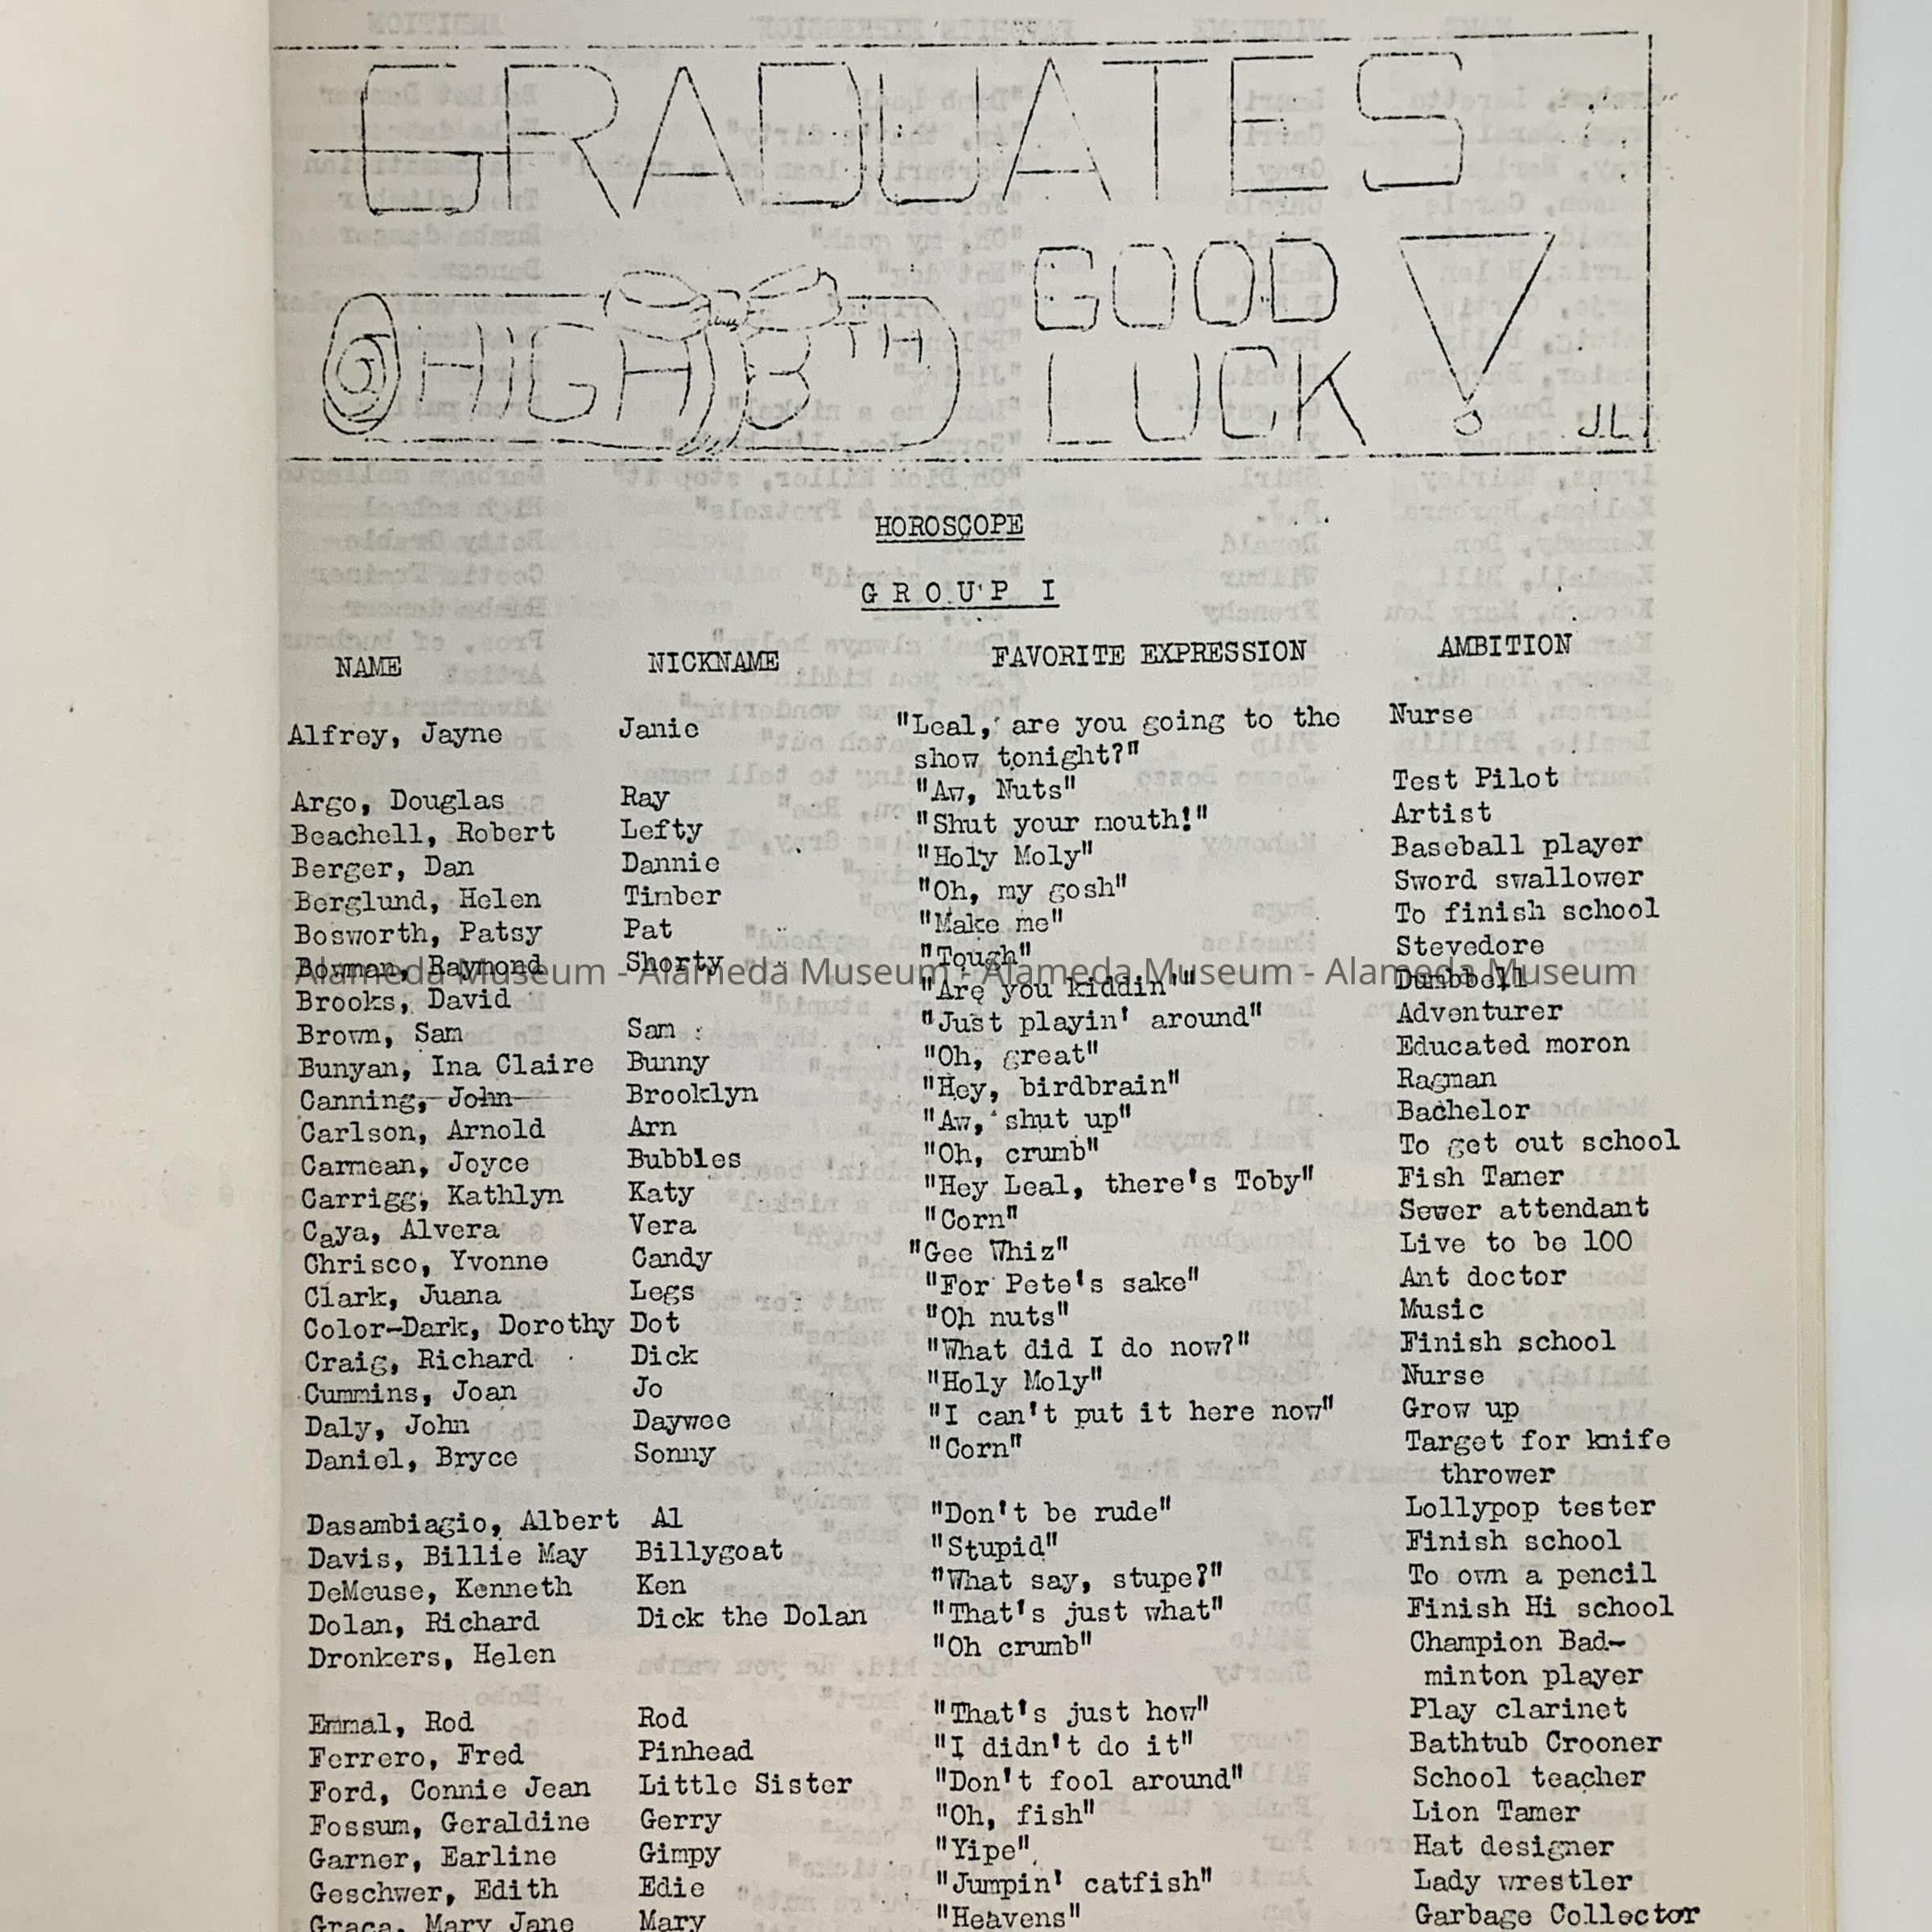 GRADUATES
HIGH 8TH GOOD
LUCK !
JL
HOROSCOPE
GROUP I
NAME NICKNAME FAVORITE EXPRESSION AMBITION
Alfrey, Jayne Janie "Leal, are you going to the Nurse
show tonight?"
Argo, Douglas Ray "Aw, Nuts" Test Pilot
Beachell, Robert Lefty "Shut your mouth!" Artist
Berger, Dan Dannie "Holy Moly" Baseball player
Berglund, Helen Timber "Oh, my gosh" Sword swallower
Bosworth, Patsy Pat "Make me" To finish school
Bowman, Raymond Shorty "Tough" Stevedore
Alameda Museum - Alameda Museum - Alameda Museum - Alameda Museum
Brooks, David "Are you kiddin'" Dumbbell
Brown, Sam Sam "Just playin' around" Adventurer
Bunyan, Ina Claire Bunny "Oh, great" Educated moron
Canning, John Brooklyn "Hey, birdbrain" Ragman
Carlson, Arnold Arn "Aw, shut up" Bachelor
Carmean, Joyce Bubbles "Oh, crumb" To get out school
Carrigg, Kathlyn Katy "Hey Leal, there's Toby" Fish Tamer
Caya, Alvera Vera "Corn" Sewer attendant
Chrisco, Yvonne Candy "Gee Whiz" Live to be 100
Clark, Juana Legs "For Pete's sake" Ant doctor
Color-Dark, Dorothy Dot "Oh nuts" Music
Craig, Richard Dick "What did I do now?" Finish school
Cummins, Joan Jo "Holy Moly" Nurse
Daly, John Daywee "I can't put it here now" Grow up
Daniel, Bryce Sonny "Corn" Target for knife
thrower
Dasambiagio, Albert Al "Don't be rude" Lollypop tester
Davis, Billie May Billygoat "Stupid" Finish school
DeMeuse, Kenneth Ken "What say, stupe?" To own a pencil
Dolan, Richard Dick the Dolan "That's just what" Finish Hi school
Dronkers, Helen "Oh crumb" Champion Bad-
minton player
Emmal, Rod Rod "That's just how" Play clarinet
Ferrero, Fred Pinhead "I didn't do it" Bathtub Crooner
Ford, Connie Jean Little Sister "Don't fool around" School teacher
Fossum, Geraldine Gerry "Oh, fish" Lion Tamer
Garner, Earline Gimpy "Yipe" Hat designer
Geschwer, Edith Edie "Jumpin' catfish" Lady wrestler
Graca, Mary Jane Mary "Heavens" Garbage Collector